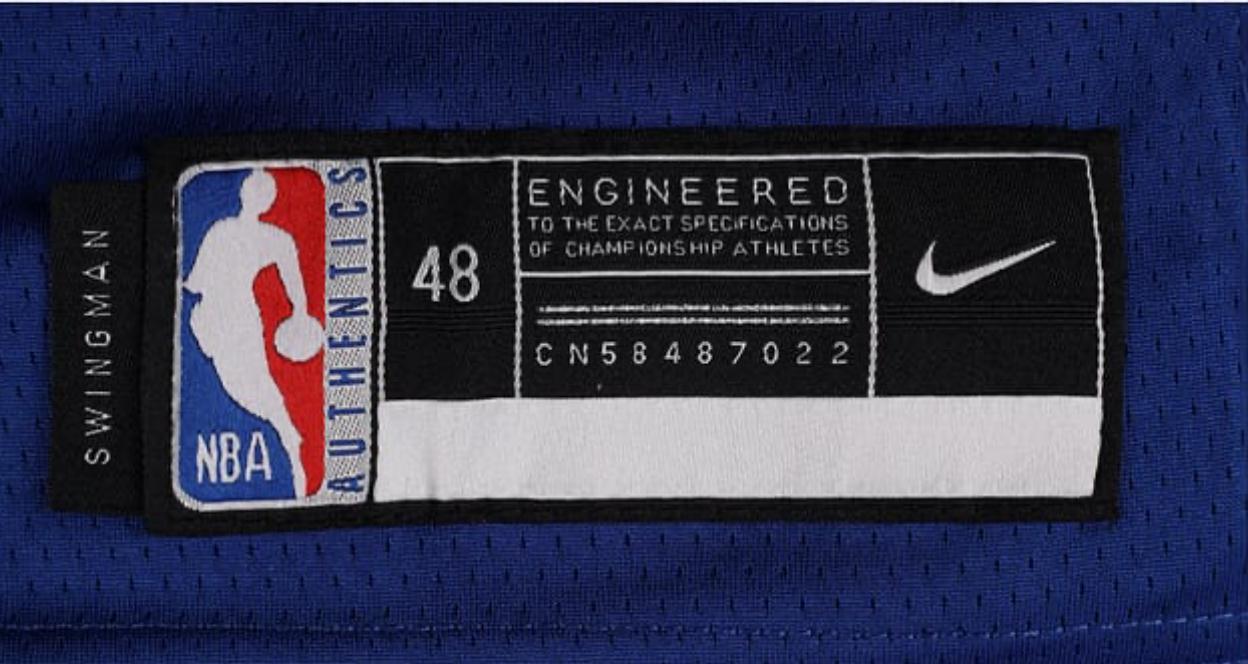 SWINGMAN
NBA
AUTHENTICS
48
ENGINEERED
TO THE EXACT SPECIFICATIONS
OF CHAMPIONSHIP ATHLETES
CN58487022